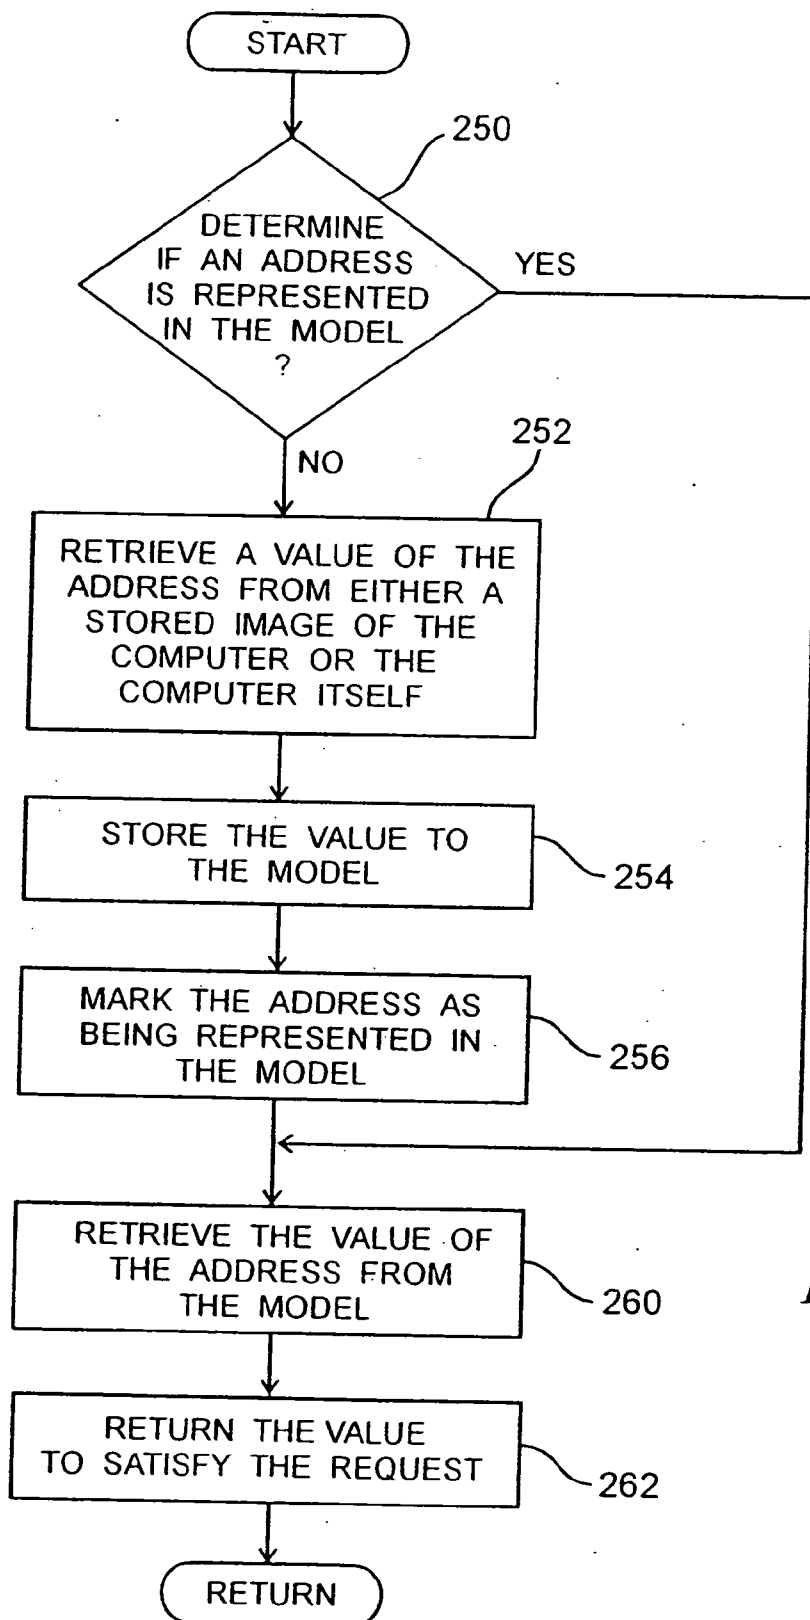 START
250
DETERMINE
IF AN ADDRESS
IS REPRESENTED
IN THE MODEL
?
YES
NO
252
RETRIEVE A VALUE OF THE
ADDRESS FROM EITHER A
STORED IMAGE OF THE
COMPUTER OR THE
COMPUTER ITSELF
STORE THE VALUE TO
THE MODEL
254
MARK THE ADDRESS AS
BEING REPRESENTED IN
THE MODEL
256
RETRIEVE THE VALUE OF
THE ADDRESS FROM
THE MODEL
260
RETURN THE VALUE
TO SATISFY THE REQUEST
262
RETURN